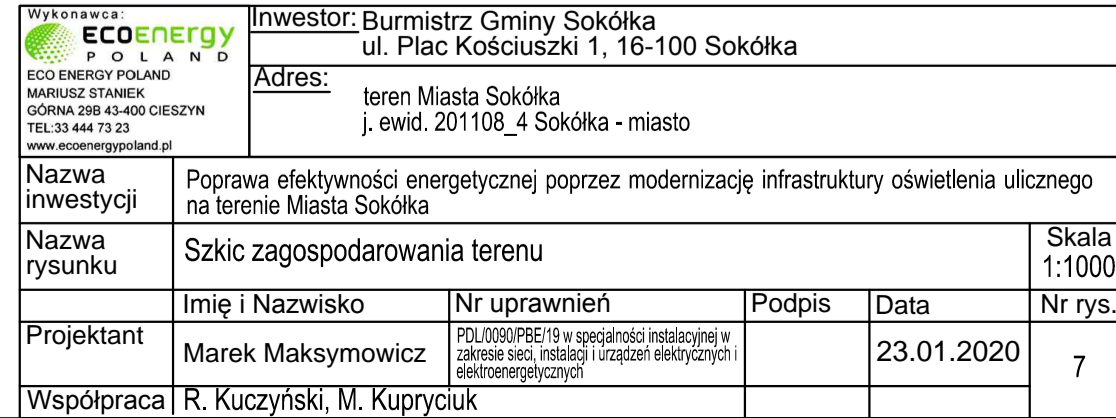 Wykonawca:
ECOENERGY
POLAND
ECO ENERGY POLAND
MARIUSZ STANIEK
GÓRNA 29B 43-400 CIESZYN
TEL:33 444 73 23
www.ecoenergypoland.pl
Inwestor: Burmistrz Gminy Sokółka
ul. Plac Kościuszki 1, 16-100 Sokółka
Adres:
teren Miasta Sokółka
j. ewid. 201108_4 Sokółka - miasto
Nazwa
inwestycji
Poprawa efektywności energetycznej poprzez modernizację infrastruktury oświetlenia ulicznego
na terenie Miasta Sokółka
Nazwa
rysunku
Szkic zagospodarowania terenu
Skala
1:1000
Imię i Nazwisko Nr uprawnień Podpis Data Nr rys.
Projektant
Marek Maksymowicz
PDL/0090/PBE/19 w specjalności instalacyjnej w
zakresie sieci, instalacji i urządzeń elektrycznych i
elektroenergetycznych
23.01.2020
7
Współpraca R. Kuczyński, M. Kupryciuk